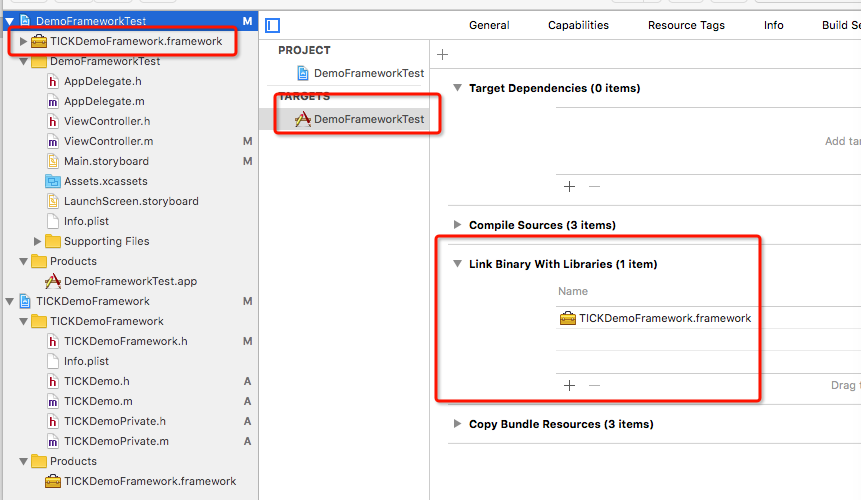 DemoFrameworkTest M
TICKDemoFramework.framework
DemoFrameworkTest
AppDelegate.h
AppDelegate.m
ViewController.h
ViewController.m M
Main.storyboard M
Assets.xcassets
LaunchScreen.storyboard
Info.plist
Supporting Files
Products
DemoFrameworkTest.app
TICKDemoFramework M
TICKDemoFramework
TICKDemoFramework.h M
Info.plist
TICKDemo.h A
TICKDemo.m A
TICKDemoPrivate.h A
TICKDemoPrivate.m A
Products
TICKDemoFramework.framework
PROJECT
DemoFrameworkTest
TARGETS
DemoFrameworkTest
General Capabilities Resource Tags Info Build Se
Target Dependencies (0 items)
Add ta
Compile Sources (3 items)
Link Binary With Libraries (1 item)
Name
TICKDemoFramework.framework
Drag t
Copy Bundle Resources (3 items)